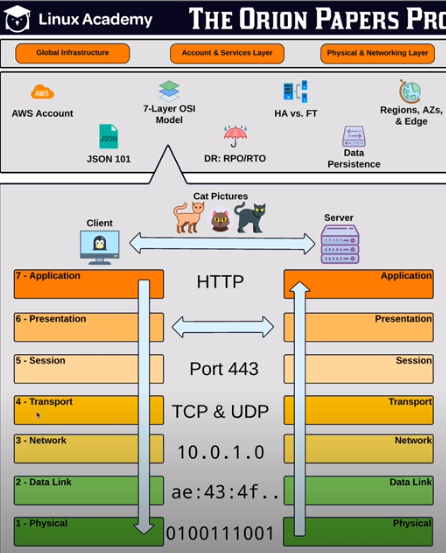 Linux Academy
THE ORION PAPERS PRO
Global Infrastructure
Account & Services Layer
Physical & Networking Layer
AWS
AWS Account
7-Layer OSI
Model
HA vs. FT
Regions, AZs,
& Edge
JSON
JSON 101
DR: RPO/RTO
Data
Persistence
Cat Pictures
Client
Server
7 - Application
HTTP
Application
6 - Presentation
Presentation
5 - Session
Port 443
Session
4 - Transport
TCP & UDP
Transport
3 - Network
10.0.1.0
Network
2 - Data Link
ae:43:4f..
Data Link
1 - Physical
0100111001
Physical